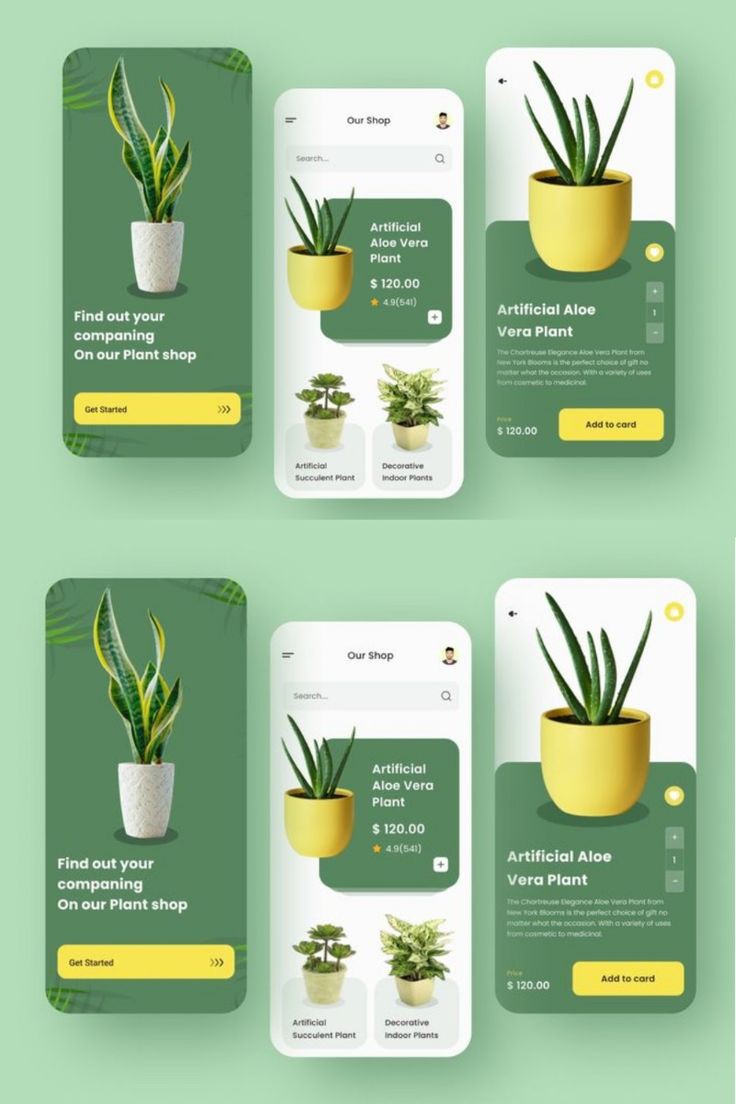 Find out your
companing
On our Plant shop
Get Started
Our Shop
Search...
Artificial
Aloe Vera
Plant
$ 120.00
4.9(541)
+
Artificial
Succulent Plant
Decorative
Indoor Plants
+
1
-
Artificial Aloe
Vera Plant
The Chartreuse Elegance Aloe Vera Plant from
New York Blooms is the perfect choice of gift no
matter what the occasion. With a variety of uses
from cosmetic to medicinal.
Price
$ 120.00
Add to card
Find out your
companing
On our Plant shop
Get Started
Our Shop
Search...
Artificial
Aloe Vera
Plant
$ 120.00
4.9(541)
+
Artificial
Succulent Plant
Decorative
Indoor Plants
+
1
-
Artificial Aloe
Vera Plant
The Chartreuse Elegance Aloe Vera Plant from
New York Blooms is the perfect choice of gift no
matter what the occasion. With a variety of uses
from cosmetic to medicinal.
Price
$ 120.00
Add to card